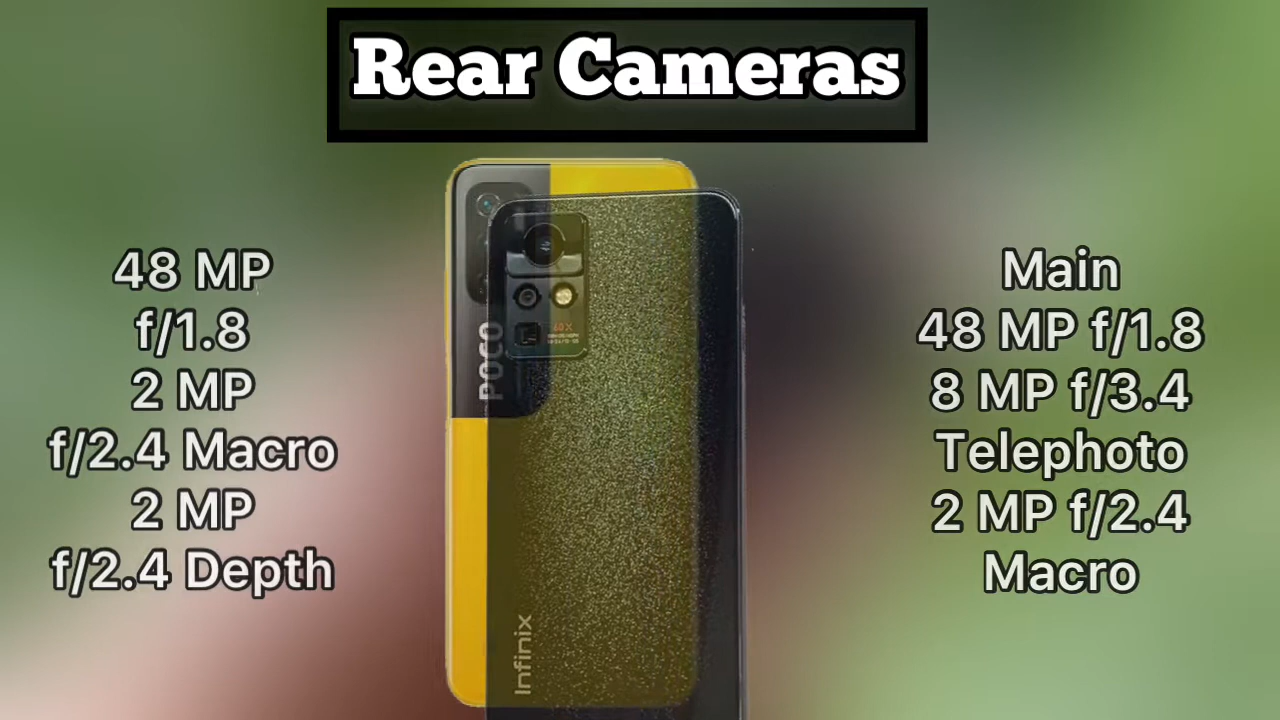 Rear Cameras
48 MP
f/1.8
2 MP
f/2.4 Macro
2 MP
f/2.4 Depth
POCO
60X
Infinix
Main
48 MP f/1.8
8 MP f/3.4
Telephoto
2 MP f/2.4
Macro